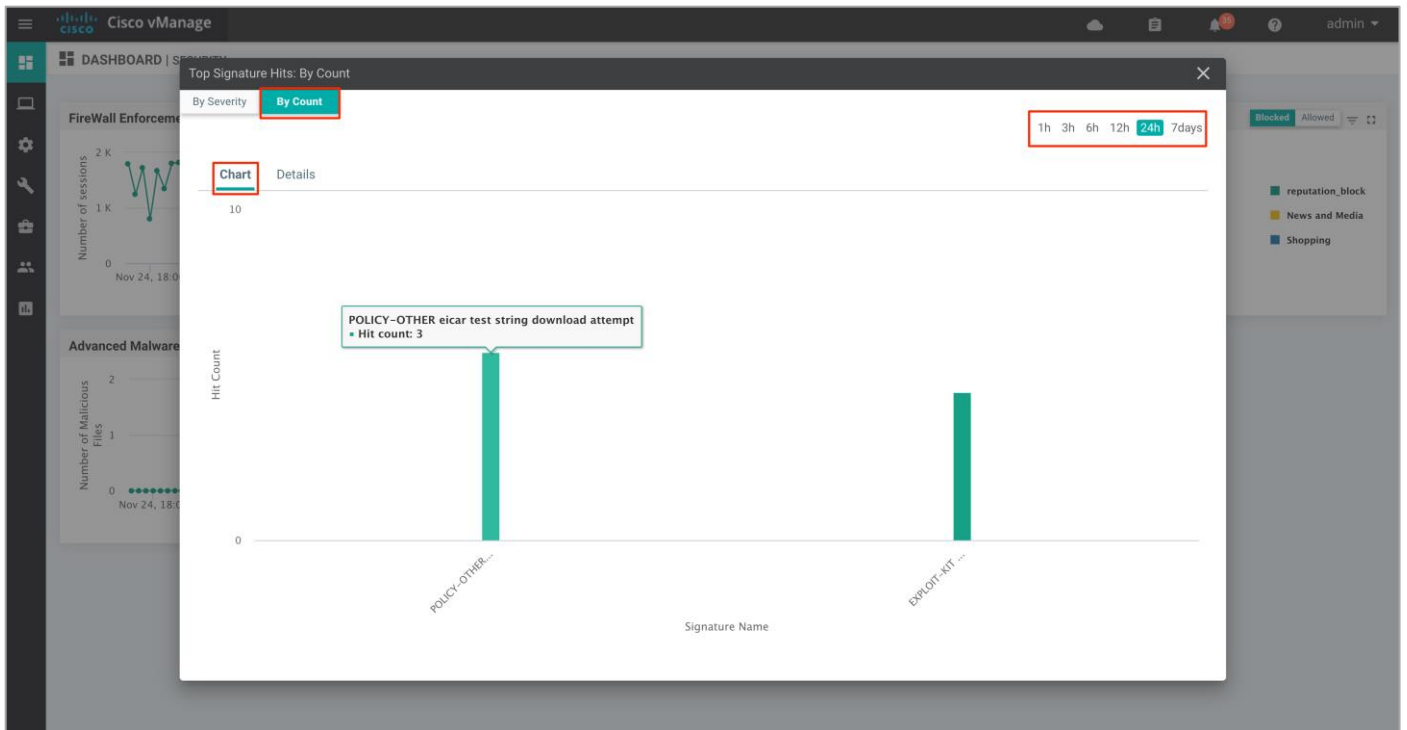 cisco Cisco vManage
35
admin
DASHBOARD | SECURITY
Top Signature Hits: By Count
By Severity By Count
FireWall Enforceme
Blocked Allowed
1h 3h 6h 12h 24h 7days
Chart Details
Number of sessions
2 K
1 K
0
Nov 24, 18:0
reputation_block
News and Media
Shopping
10
POLICY-OTHER eicar test string download attempt
Hit count: 3
Hit Count
0
POLICY-OTHER...
EXPLOIT-KIT ...
Signature Name
Advanced Malware
Number of Malicious
Files
2
1
0
Nov 24, 18:0